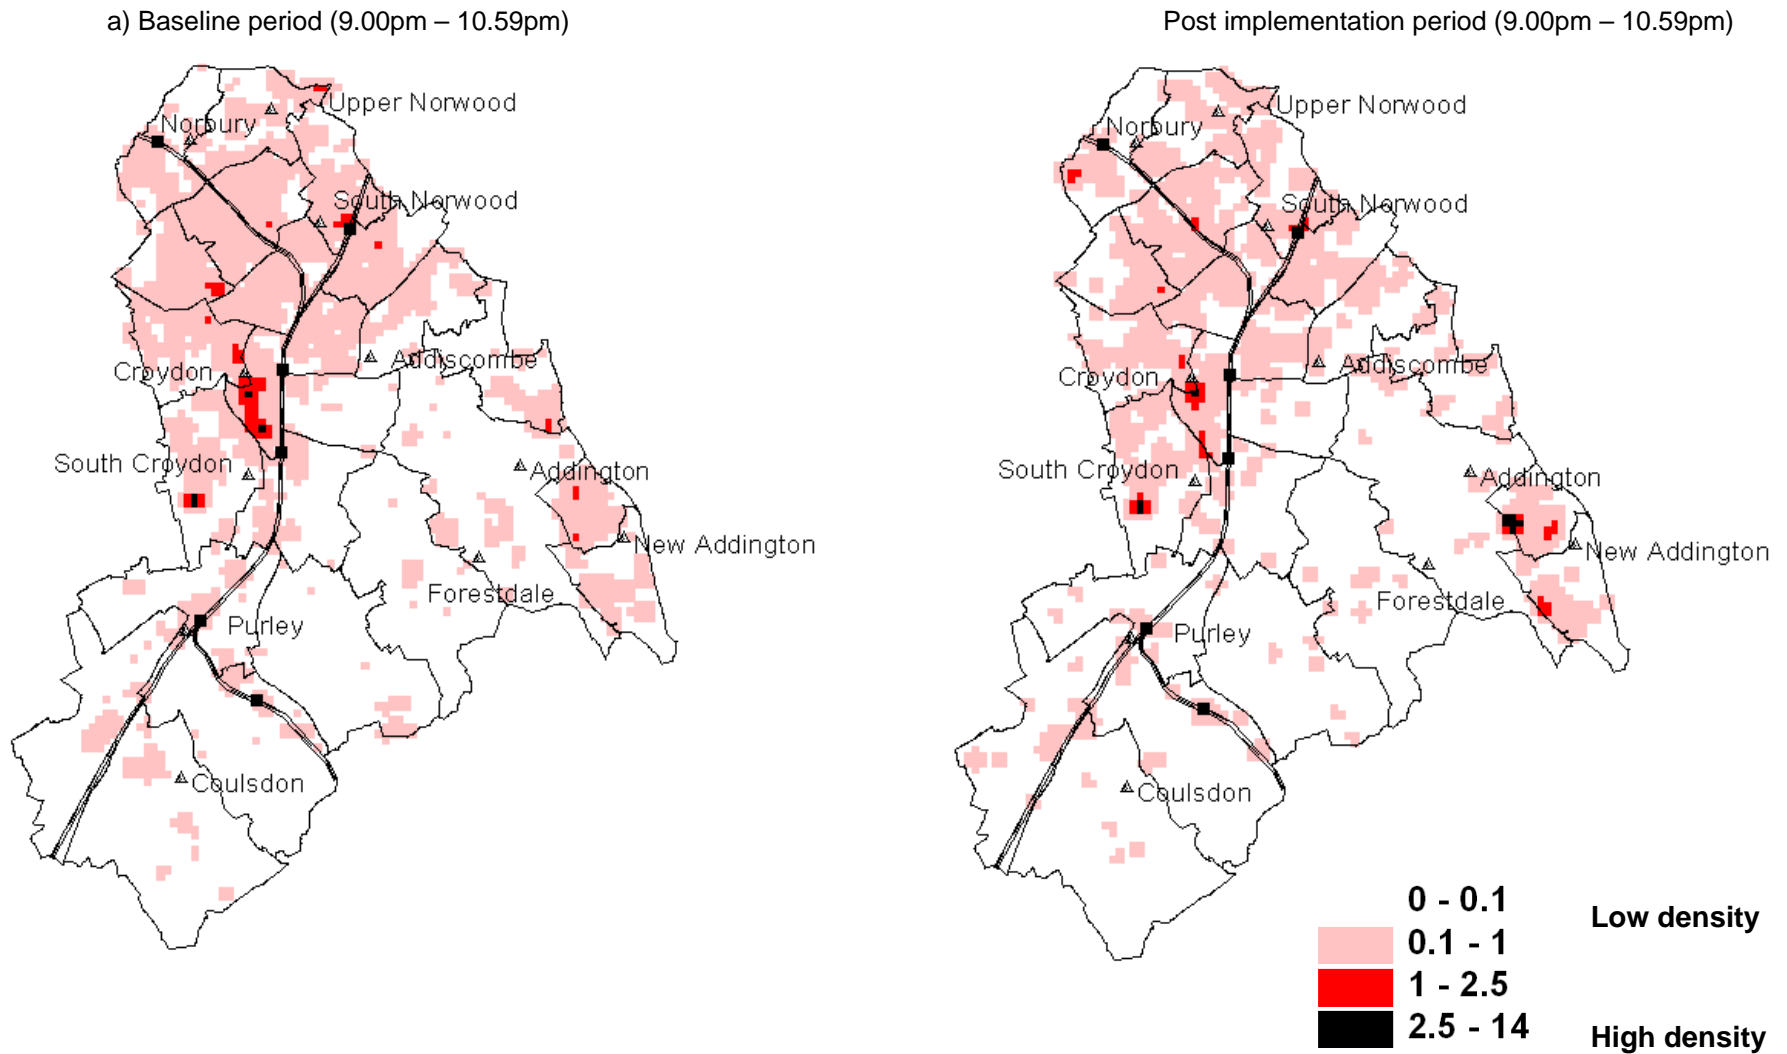 a) Baseline period (9.00pm – 10.59pm)
Upper Norwood
Norbury
South Norwood
Croydon
Addiscombe
South Croydon
Addington
New Addington
Forestdale
Purley
Coulsdon
Post implementation period (9.00pm – 10.59pm)
Upper Norwood
Norbury
South Norwood
Croydon
Addiscombe
South Croydon
Addington
New Addington
Forestdale
Purley
Coulsdon
0 - 0.1
Low density
0.1 - 1
1 - 2.5
2.5 - 14
High density